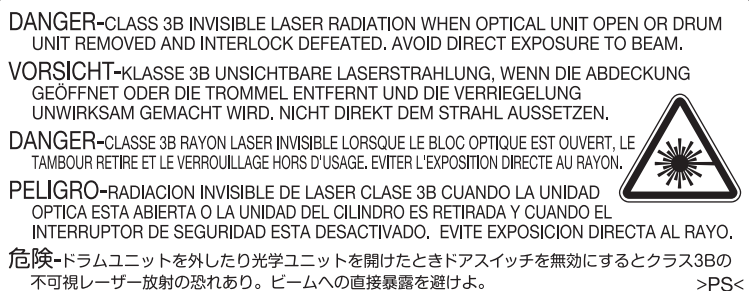 DANGER-CLASS 3B INVISIBLE LASER RADIATION WHEN OPTICAL UNIT OPEN OR DRUM
UNIT REMOVED AND INTERLOCK DEFEATED. AVOID DIRECT EXPOSURE TO BEAM.
VORSICHT-KLASSE 3B UNSICHTBARE LASERSTRAHLUNG, WENN DIE ABDECKUNG
GEÖFFNET ODER DIE TROMMEL ENTFERNT UND DIE VERRIEGELUNG
UNWIRKSAM GEMACHT WIRD. NICHT DIREKT DEM STRAHL AUSSETZEN.
DANGER-CLASSE 3B RAYON LASER INVISIBLE LORSQUE LE BLOC OPTIQUE EST OUVERT, LE
TAMBOUR RETIRE ET LE VERROUILLAGE HORS D'USAGE. EVITER L'EXPOSITION DIRECTE AU RAYON.
PELIGRO-RADIACION INVISIBLE DE LASER CLASE 3B CUANDO LA UNIDAD
OPTICA ESTA ABIERTA O LA UNIDAD DEL CILINDRO ES RETIRADA Y CUANDO EL
INTERRUPTOR DE SEGURIDAD ESTA DESACTIVADO. EVITE EXPOSICION DIRECTA AL RAYO.
危険-ドラムユニットを外したり光学ユニットを開けたときドアスイッチを無効にするとクラス3Bの
不可視レーザー放射の恐れあり。ビームへの直接暴露を避けよ。 >PS<